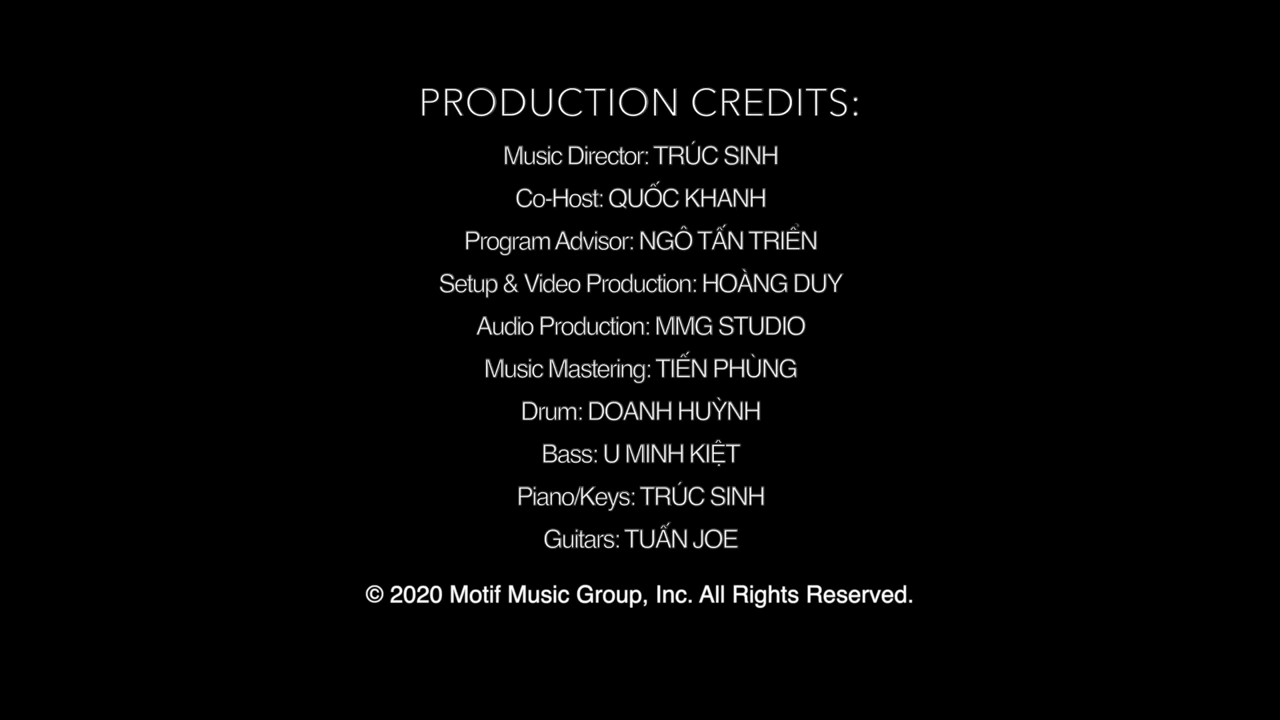 PRODUCTION CREDITS:
Music Director: TRÚC SINH
Co-Host: QUỐC KHANH
Program Advisor: NGÔ TẤN TRIỂN
Setup & Video Production: HOÀNG DUY
Audio Production: MMG STUDIO
Music Mastering: TIẾN PHÙNG
Drum: DOANH HUỲNH
Bass: U MINH KIỆT
Piano/Keys: TRÚC SINH
Guitars: TUẤN JOE
© 2020 Motif Music Group, Inc. All Rights Reserved.